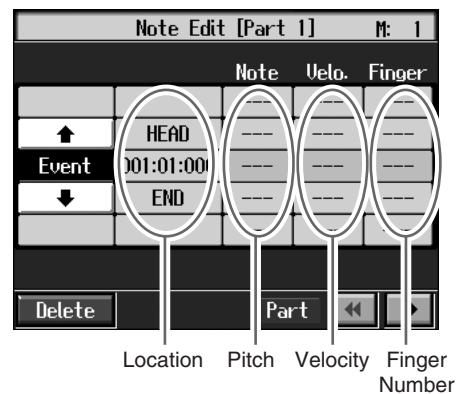 Note Edit [Part 1] M: 1
Note Velo. Finger
--- --- ---
HEAD --- --- ---
Event 001:01:000 --- --- ---
END --- --- ---
Delete Part
Location Pitch Velocity Finger
Number